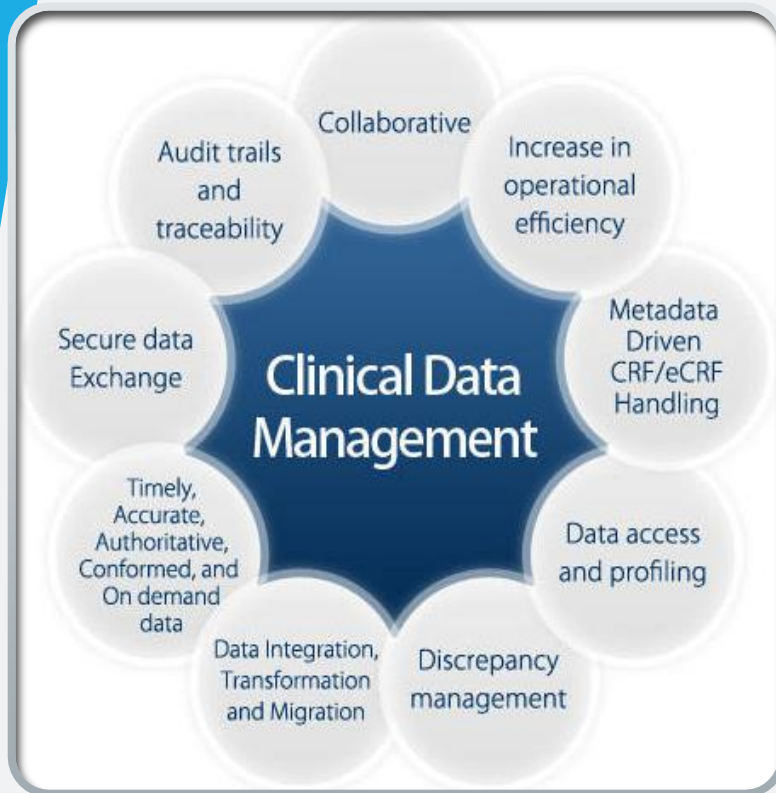 Collaborative
Increase in
operational
efficiency
Metadata
Driven
CRF/eCRF
Handling
Data access
and profiling
Discrepancy
management
Data Integration,
Transformation
and Migration
Timely,
Accurate,
Authoritative,
Conformed, and
On demand
data
Secure data
Exchange
Audit trails
and
traceability
Clinical Data
Management